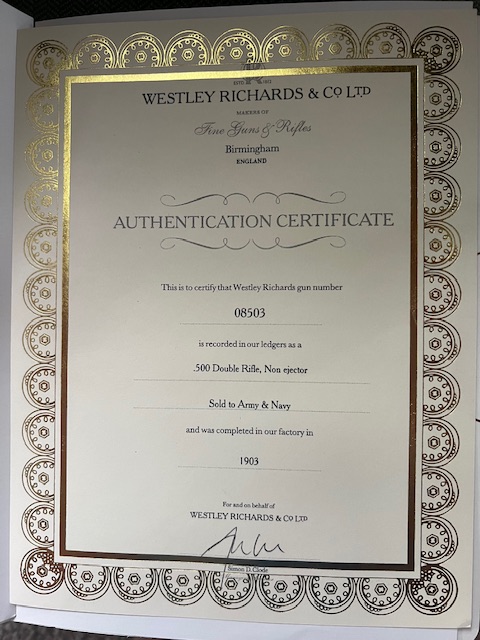 ESTD 1812
WESTLEY RICHARDS & CO LTD
MAKERS OF
Fine Guns & Rifles
Birmingham
ENGLAND
AUTHENTICATION CERTIFICATE
This is to certify that Westley Richards gun number
08503
is recorded in our ledgers as a
.500 Double Rifle, Non ejector
Sold to Army & Navy
and was completed in our factory in
1903
For and on behalf of
WESTLEY RICHARDS & CO LTD
Simon D. Clode